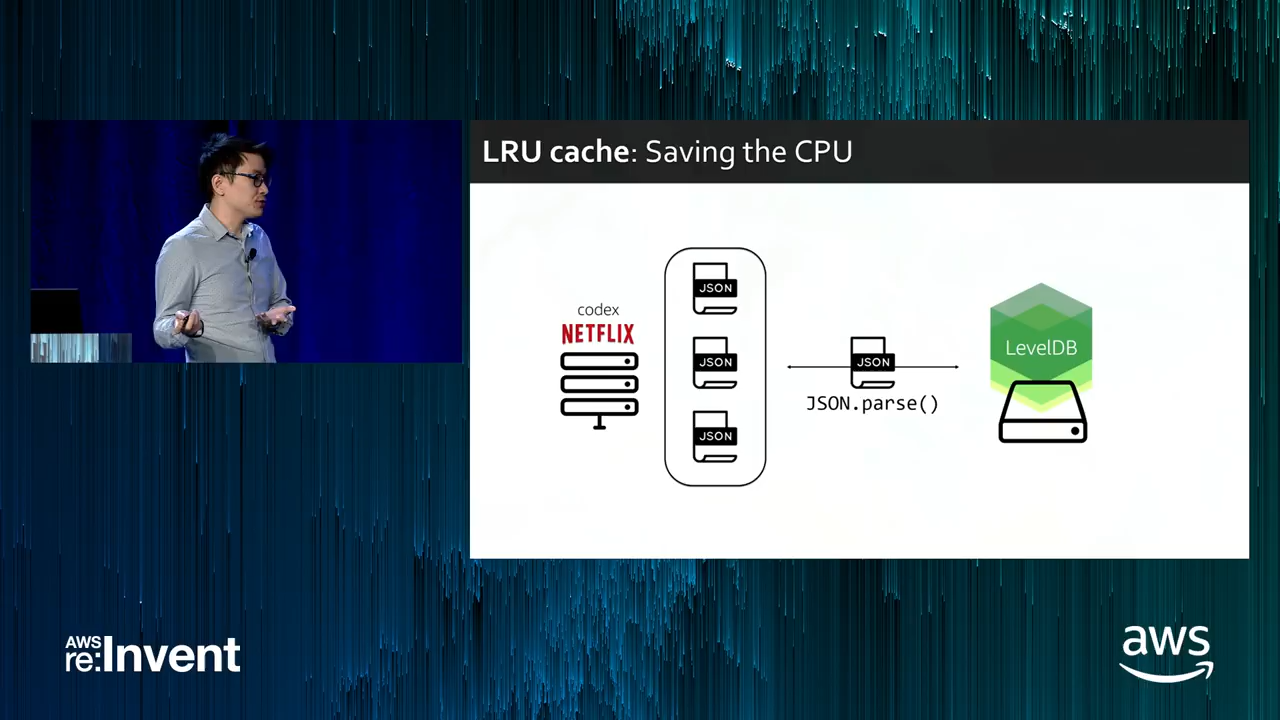 LRU cache: Saving the CPU
codex
NETFLIX
JSON
JSON
JSON
JSON
JSON.parse()
LevelDB
AWS
re:Invent
aws